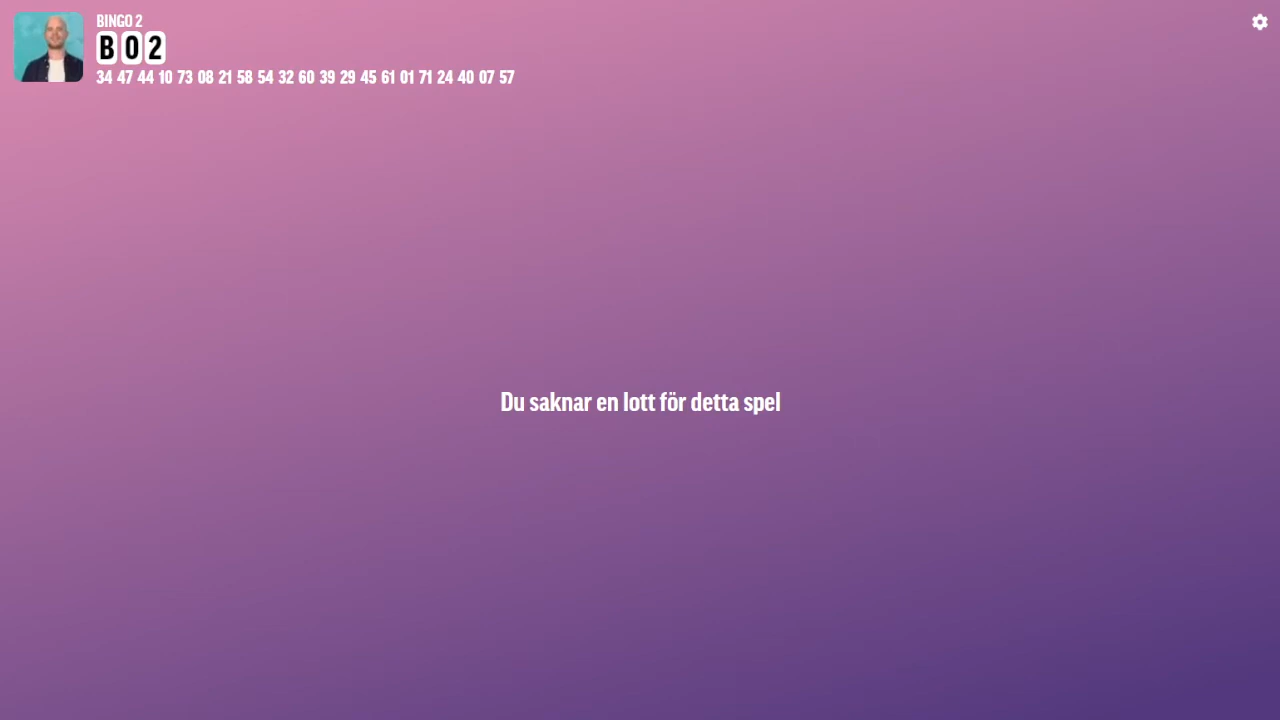 BINGO 2
B 0 2
34 47 44 10 73 08 21 58 54 32 60 39 29 45 61 01 71 24 40 07 57
Du saknar en lott för detta spel